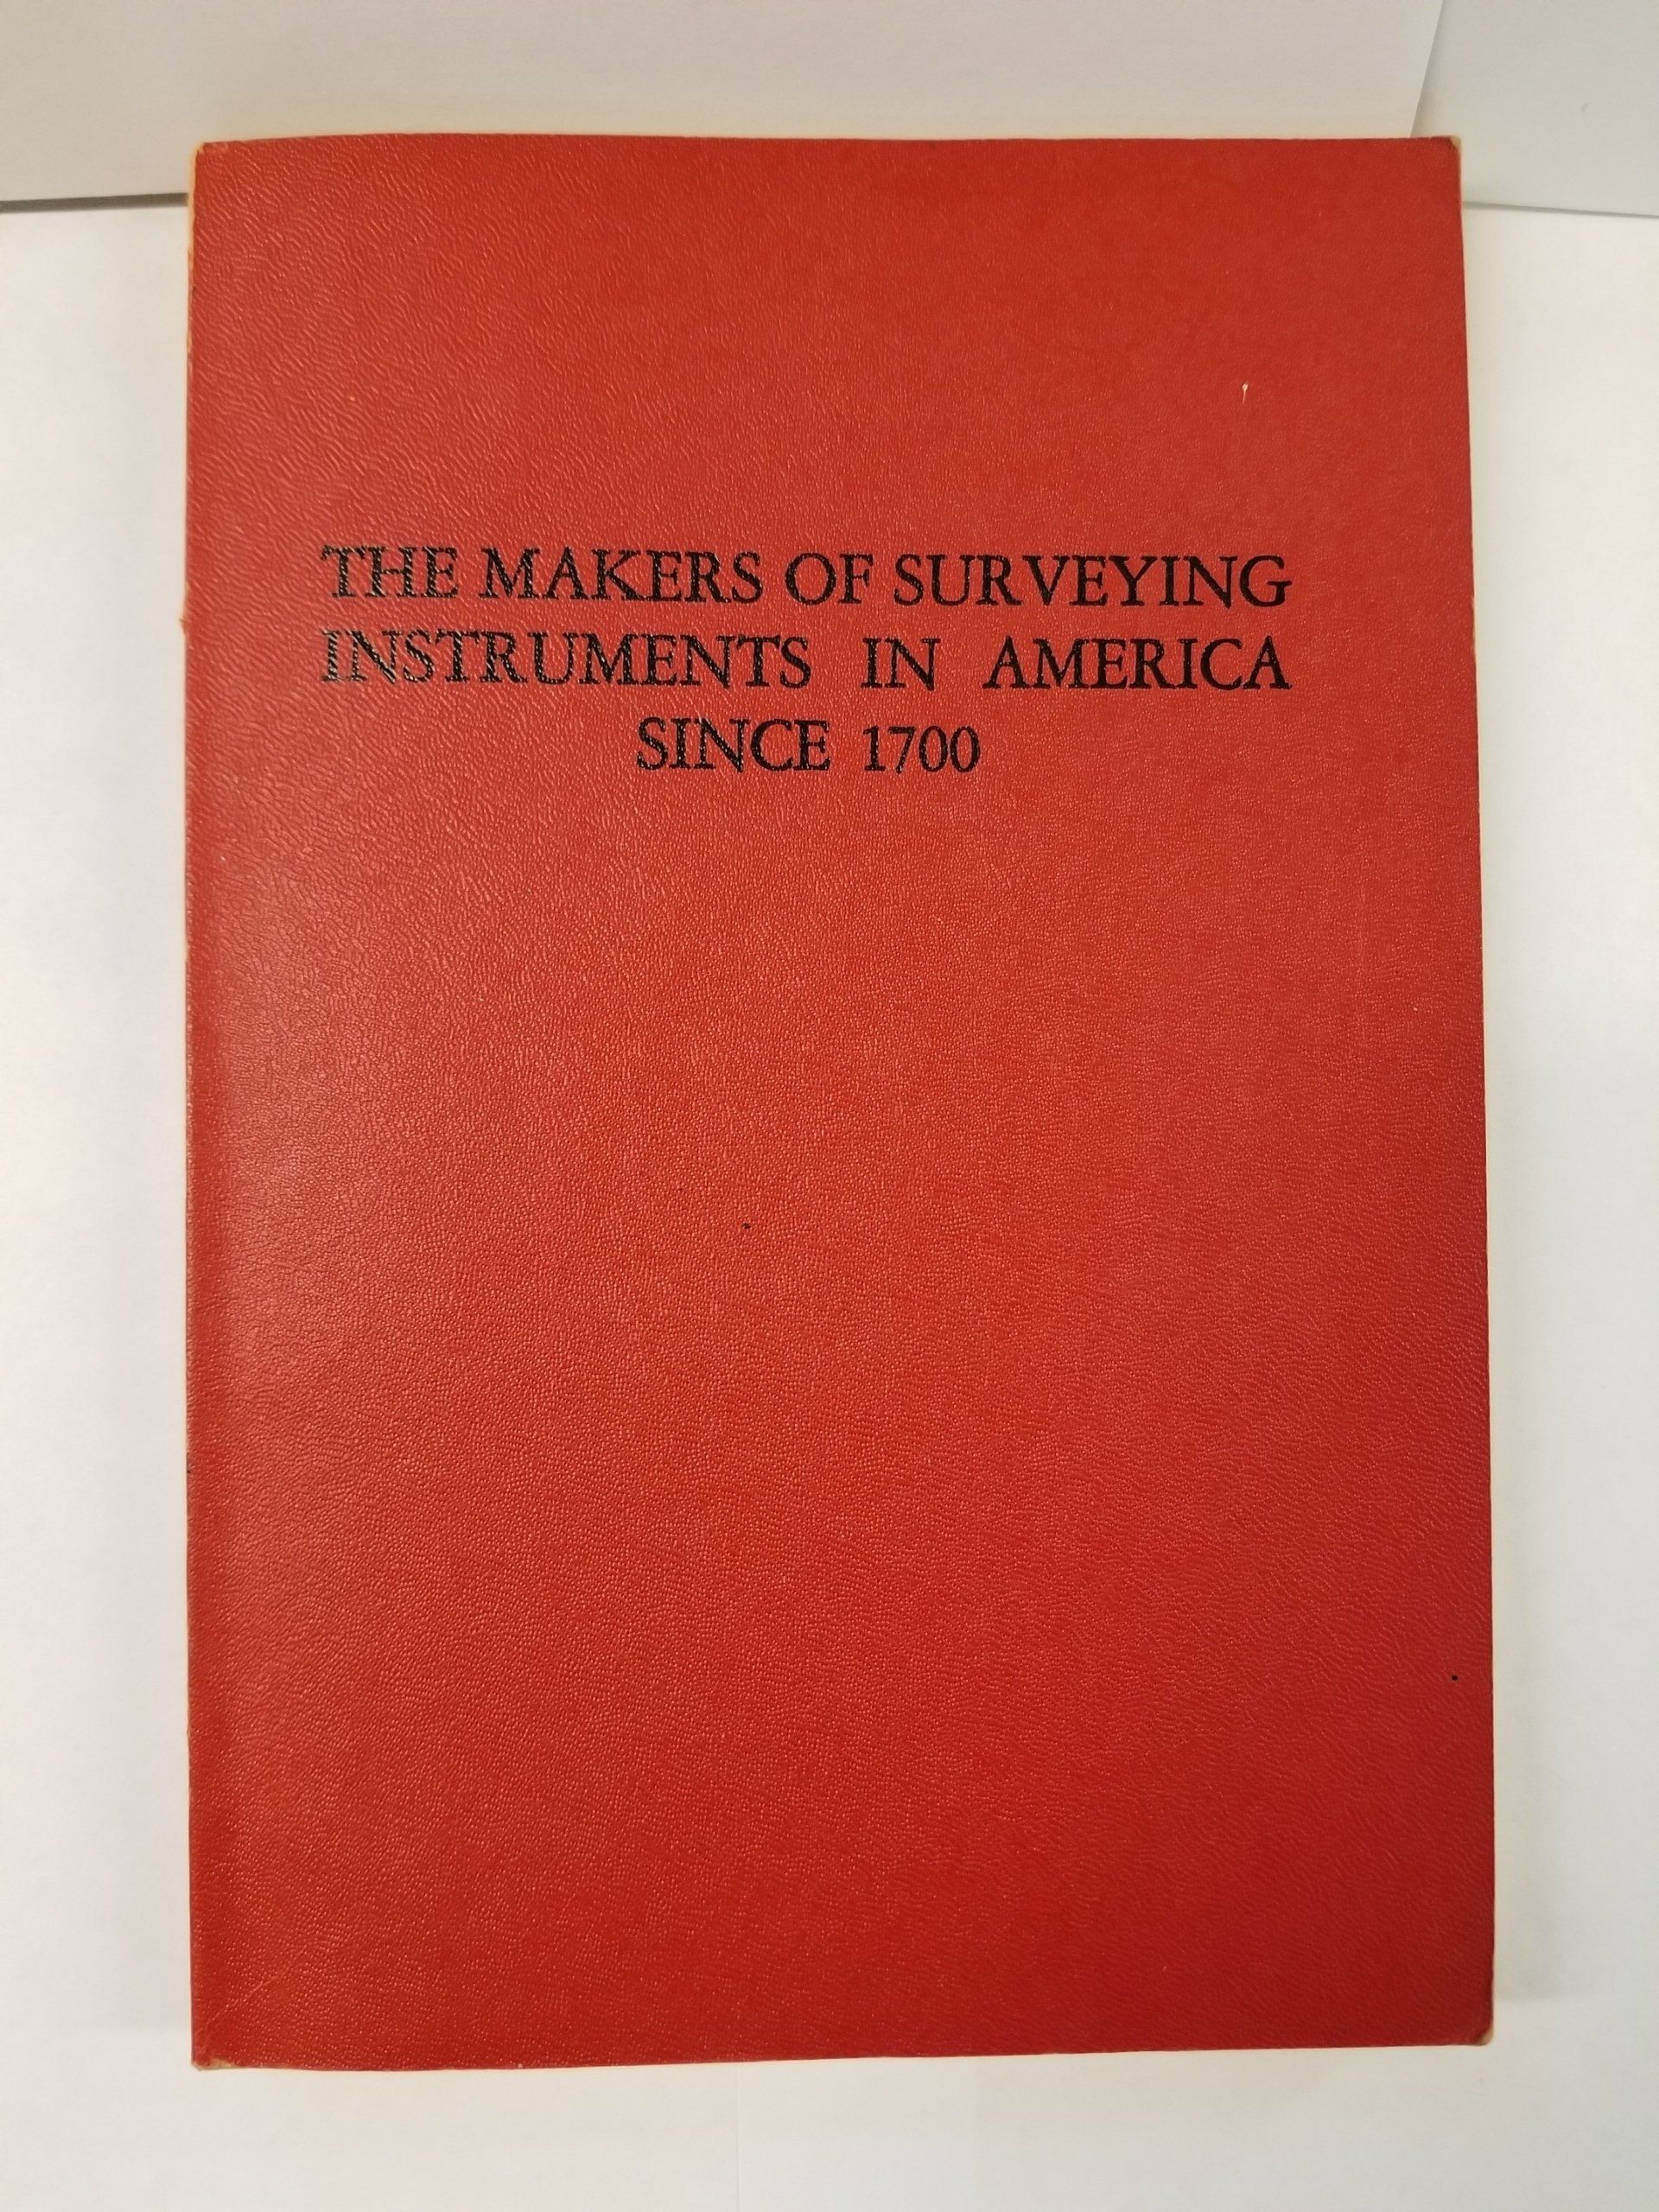 THE MAKERS OF SURVEYING
INSTRUMENTS IN AMERICA
SINCE 1700